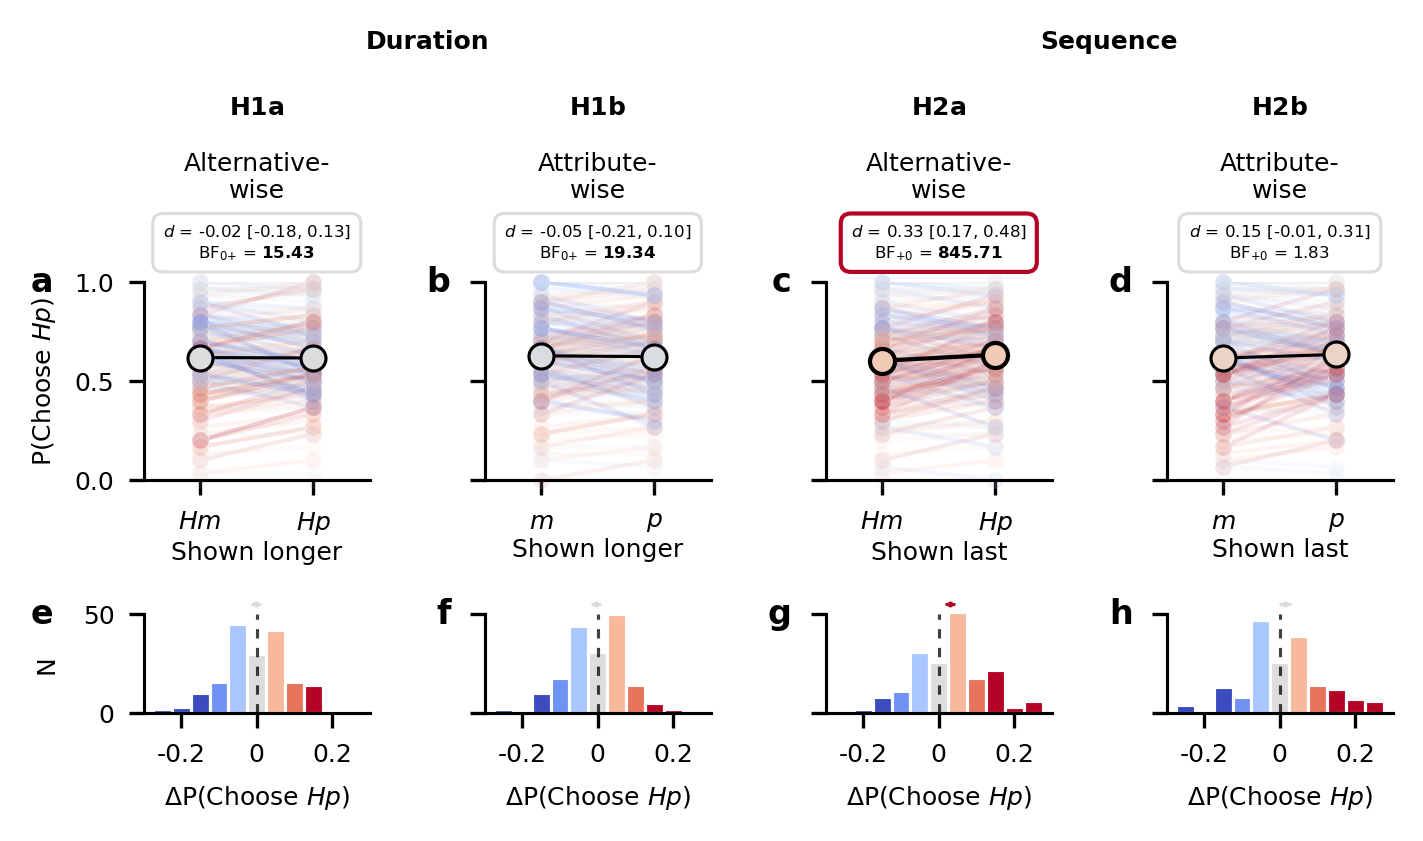 Duration
Sequence
H1a
H1b
H2a
H2b
Alternative-
wise
Attribute-
wise
Alternative-
wise
Attribute-
wise
d = -0.02 [-0.18, 0.13]
BF0+ = 15.43
d = -0.05 [-0.21, 0.10]
BF0+ = 19.34
d = 0.33 [0.17, 0.48]
BF+0 = 845.71
d = 0.15 [-0.01, 0.31]
BF+0 = 1.83
a
b
c
d
P(Choose Hp)
1.0
0.5
0.0
Hm Hp
Shown longer
m p
Shown longer
Hm Hp
Shown last
m p
Shown last
e
f
g
h
N
50
0
-0.2 0 0.2
-0.2 0 0.2
-0.2 0 0.2
-0.2 0 0.2
ΔP(Choose Hp)
ΔP(Choose Hp)
ΔP(Choose Hp)
ΔP(Choose Hp)